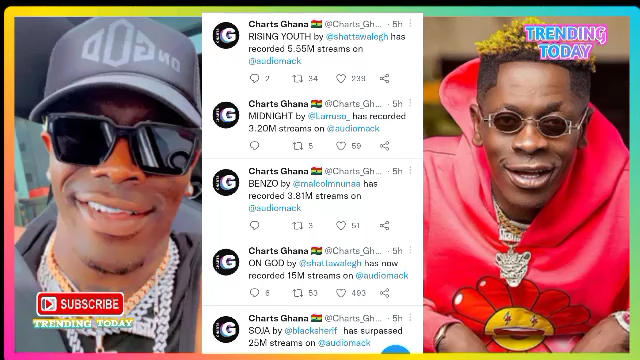 GOD
ON GOD
SUBSCRIBE
TRENDING TODAY
Charts Ghana 🇬🇭 @Charts_Gh... · 5h
RISING YOUTH by @shattawalegh has
recorded 5.55M streams on
@audiomack
2 34 239
Charts Ghana 🇬🇭 @Charts_Gh... · 5h
MIDNIGHT by @Larruso_ has recorded
3.20M streams on @audiomack
5 59
Charts Ghana 🇬🇭 @Charts_Gh... · 5h
BENZO by @malcolmnunaa has
recorded 3.81M streams on
@audiomack
3 51
Charts Ghana 🇬🇭 @Charts_Gh... · 5h
ON GOD by @shattawalegh has now
recorded 15M streams on @audiomack
6 53 493
Charts Ghana 🇬🇭 @Charts_Gh... · 5h
SOJA by @blacksherif_ has surpassed
25M streams on @audiomack
TRENDING
TODAY